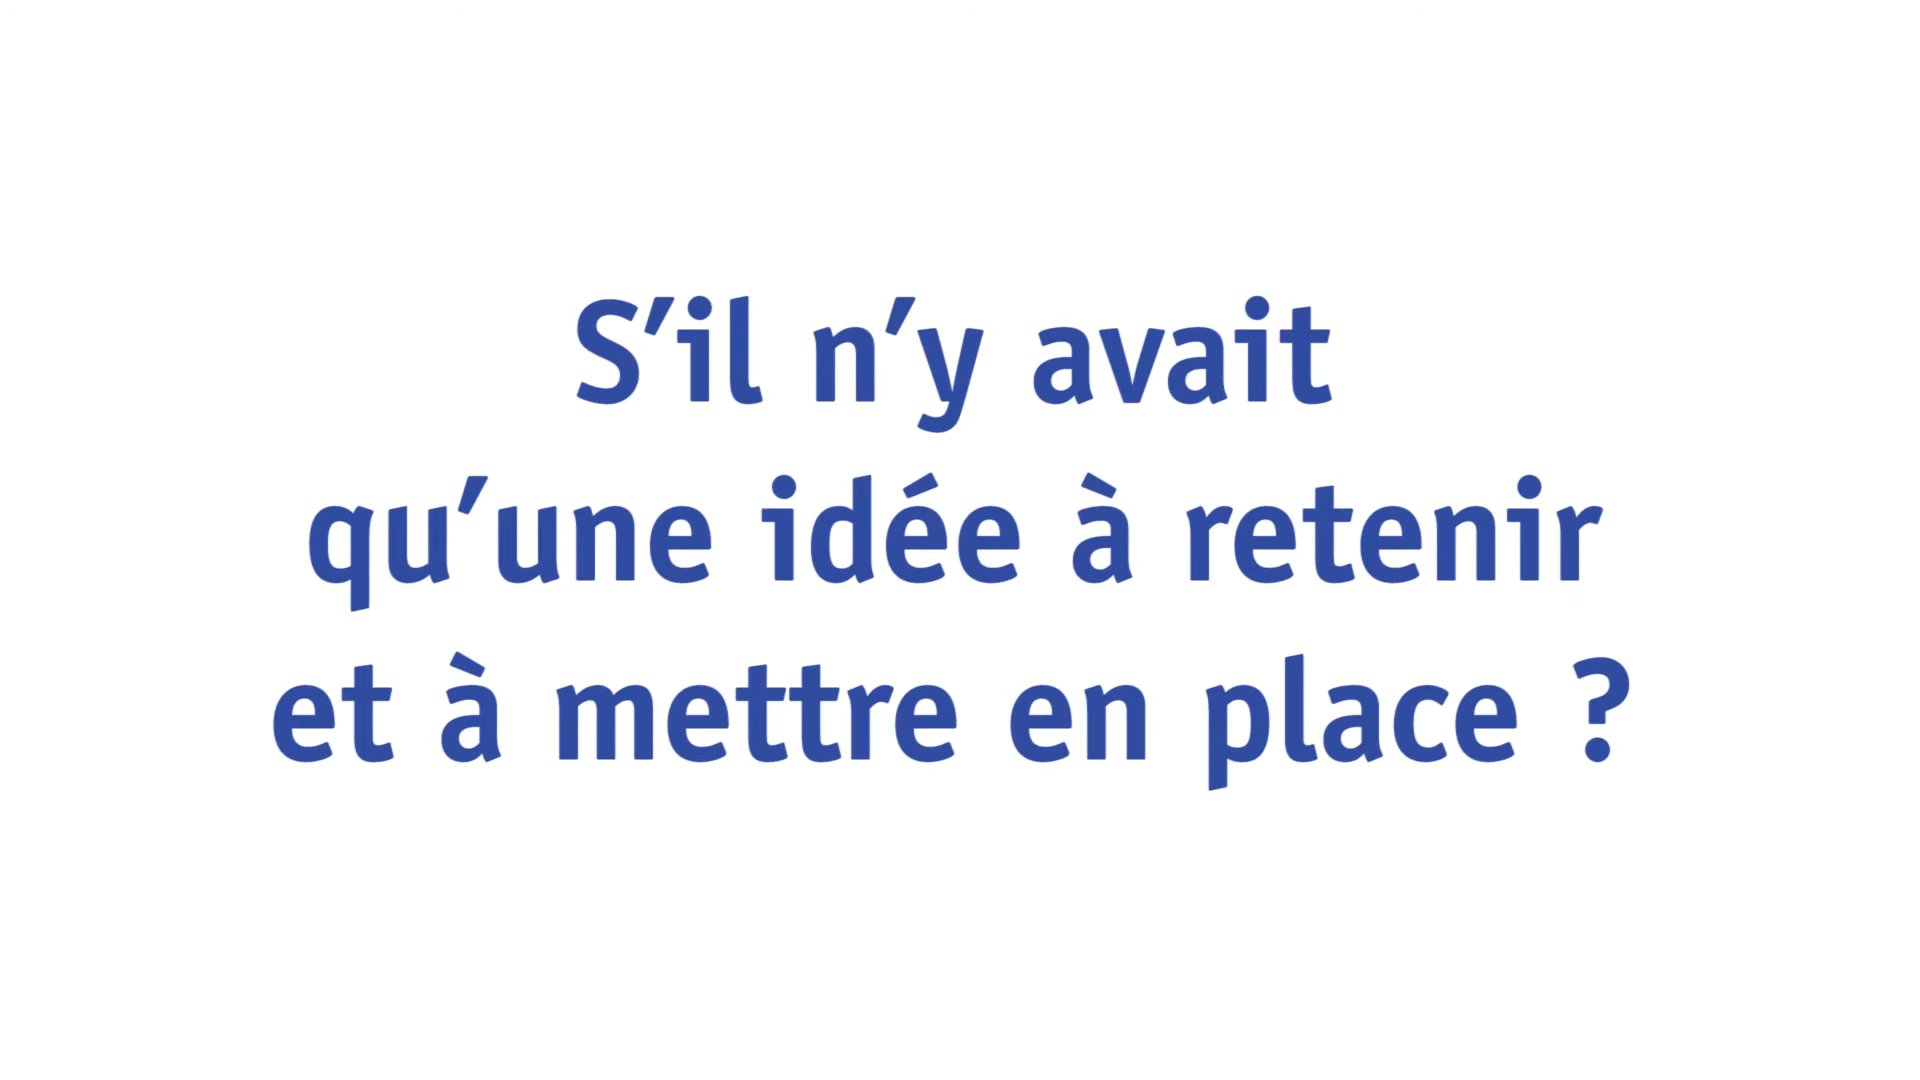 S’il n’y avait
qu’une idée à retenir
et à mettre en place ?